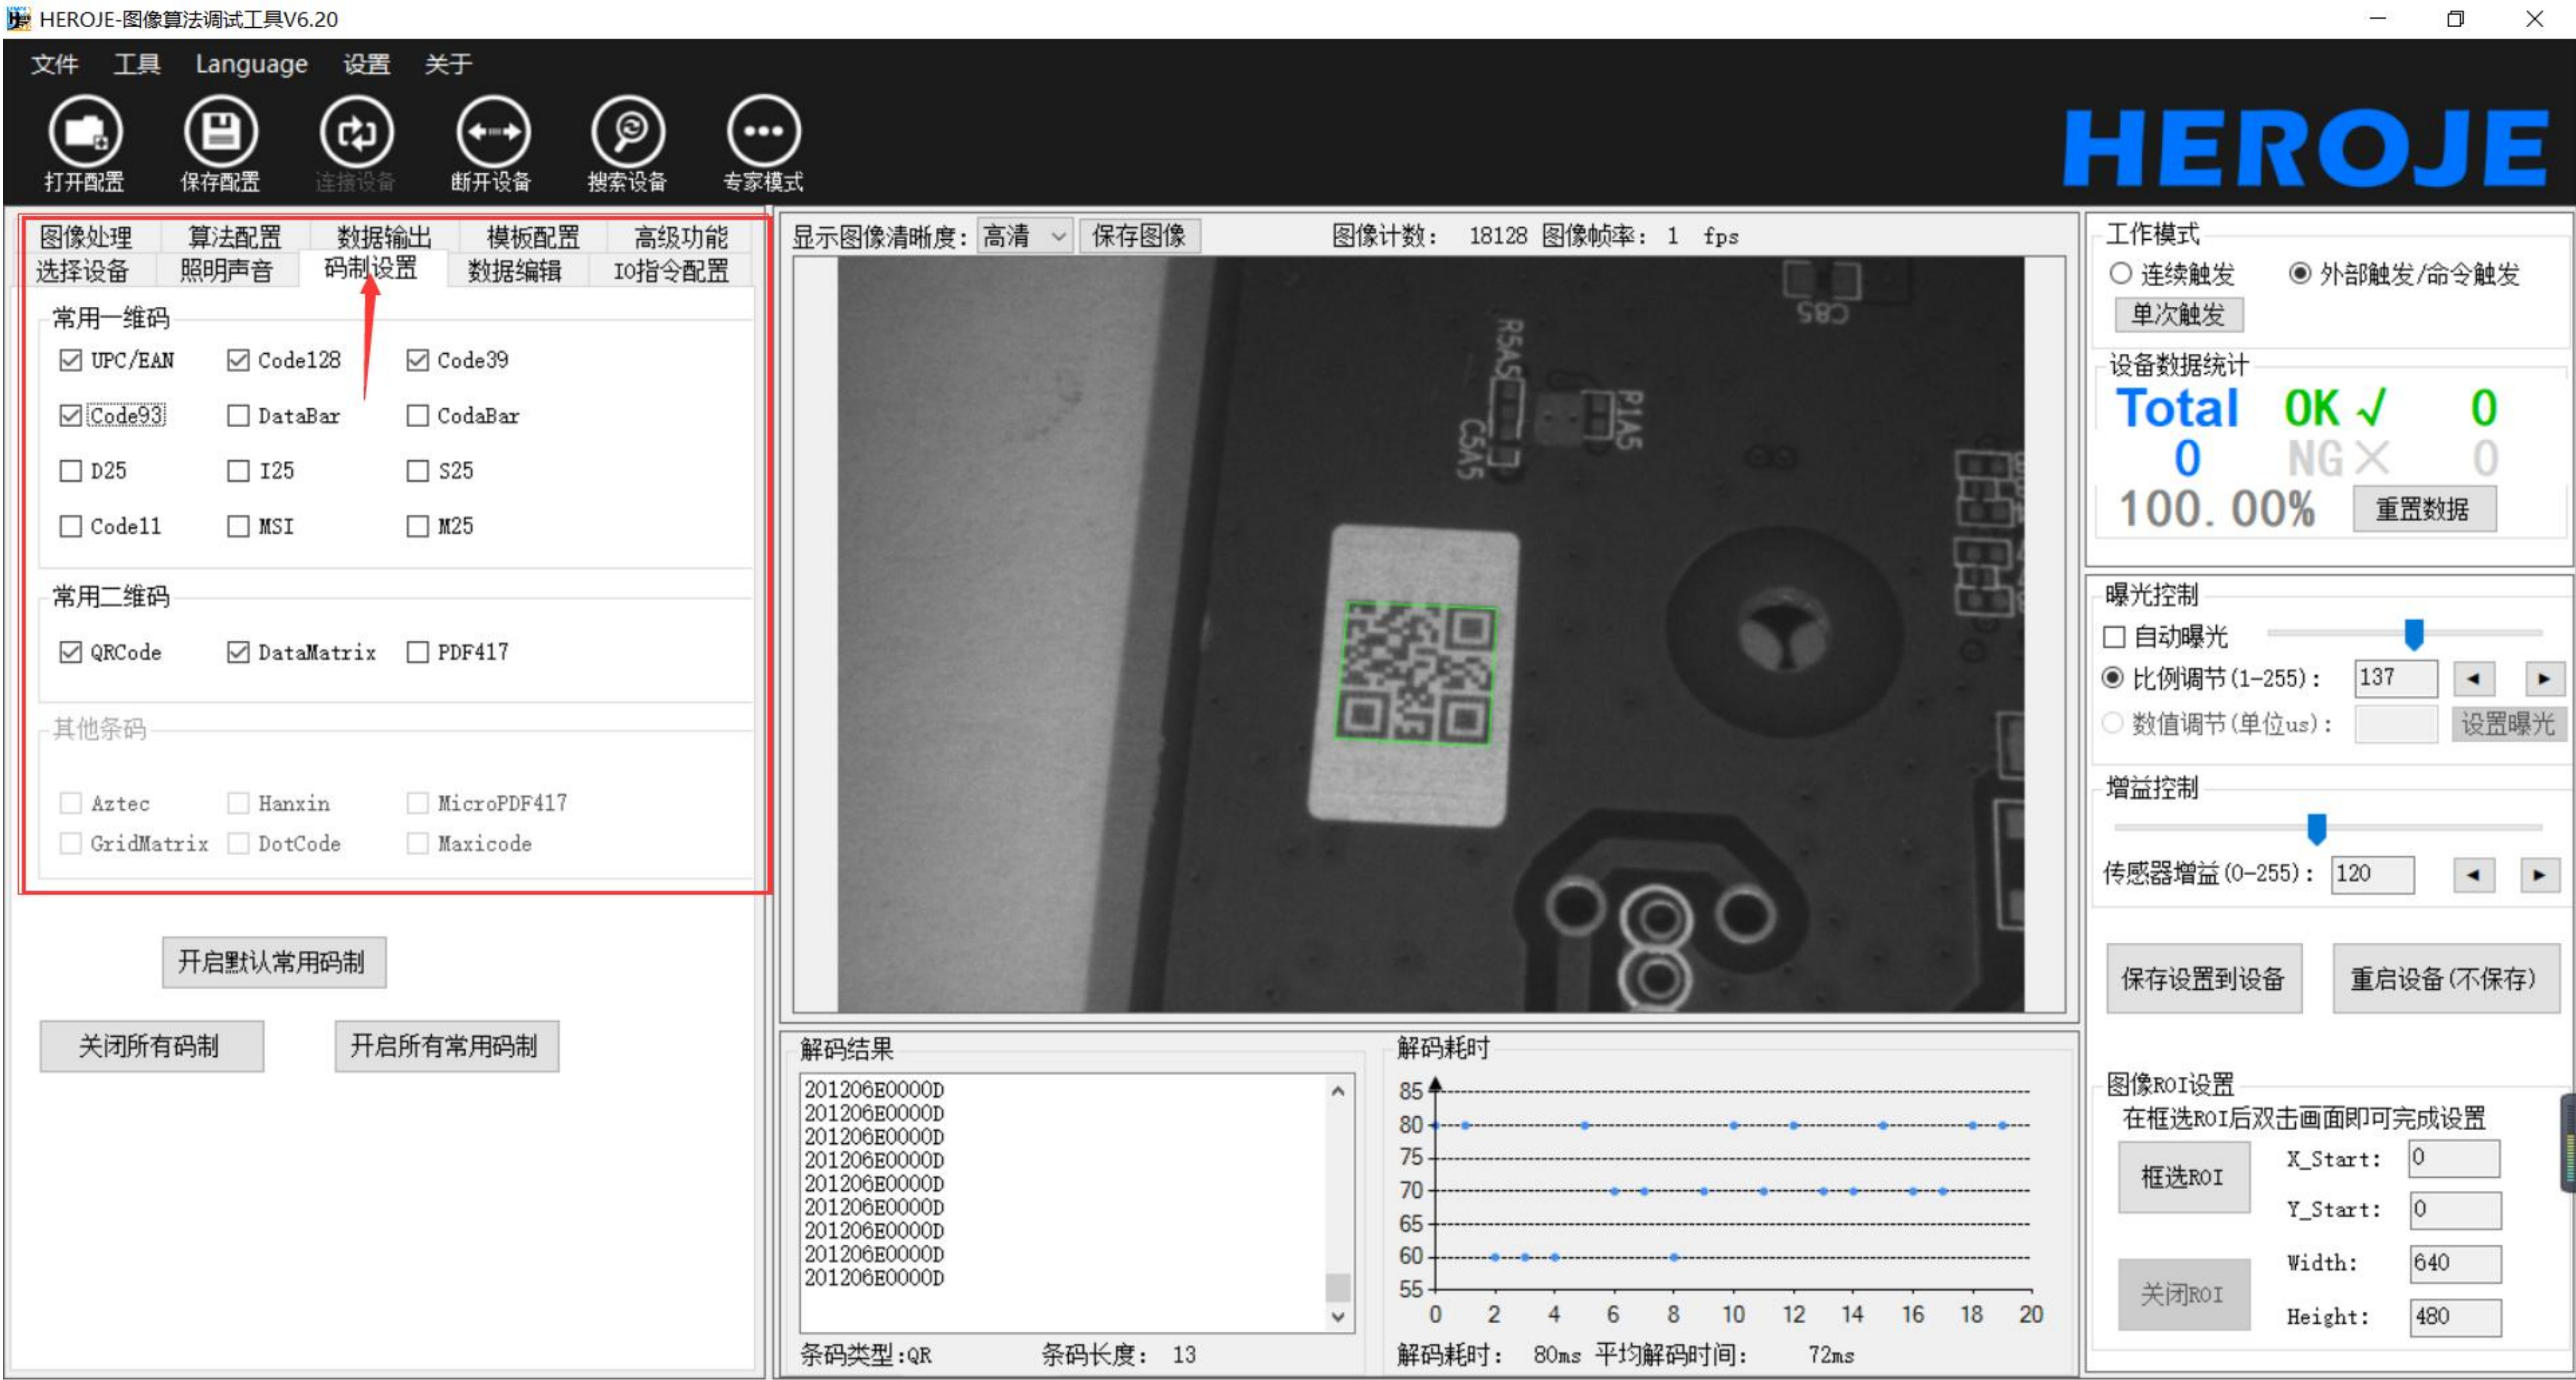 HEROJE-图像算法调试工具V6.20
文件 工具 Language 设置 关于
打开配置 保存配置 连接设备 断开设备 搜索设备 专家模式
HEROJE
图像处理 算法配置 数据输出 模板配置 高级功能
选择设备 照明声音 码制设置 数据编辑 IO指令配置
常用一维码
UPC/EAN Code128 Code39
Code93 DataBar CodaBar
D25 I25 S25
Code11 MSI M25
常用二维码
QRCode DataMatrix PDF417
其他条码
Aztec Hanxin MicroPDF417
GridMatrix DotCode Maxicode
开启默认常用码制
关闭所有码制 开启所有常用码制
显示图像清晰度: 高清 保存图像 图像计数: 18128 图像帧率: 1 fps
C85
R5A5
R1A5
C5A5
解码结果
201206E0000D
201206E0000D
201206E0000D
201206E0000D
201206E0000D
201206E0000D
201206E0000D
201206E0000D
201206E0000D
条码类型:QR 条码长度: 13
解码耗时
85
80
75
70
65
60
55
0 2 4 6 8 10 12 14 16 18 20
解码耗时: 80ms 平均解码时间: 72ms
工作模式
连续触发 外部触发/命令触发
单次触发
设备数据统计
Total OK √ 0
0 NG × 0
100.00% 重置数据
曝光控制
自动曝光
比例调节(1-255): 137
数值调节(单位us): 设置曝光
增益控制
传感器增益(0-255): 120
保存设置到设备 重启设备(不保存)
图像ROI设置
在框选ROI后双击画面即可完成设置
框选ROI X_Start: 0
Y_Start: 0
关闭ROI Width: 640
Height: 480